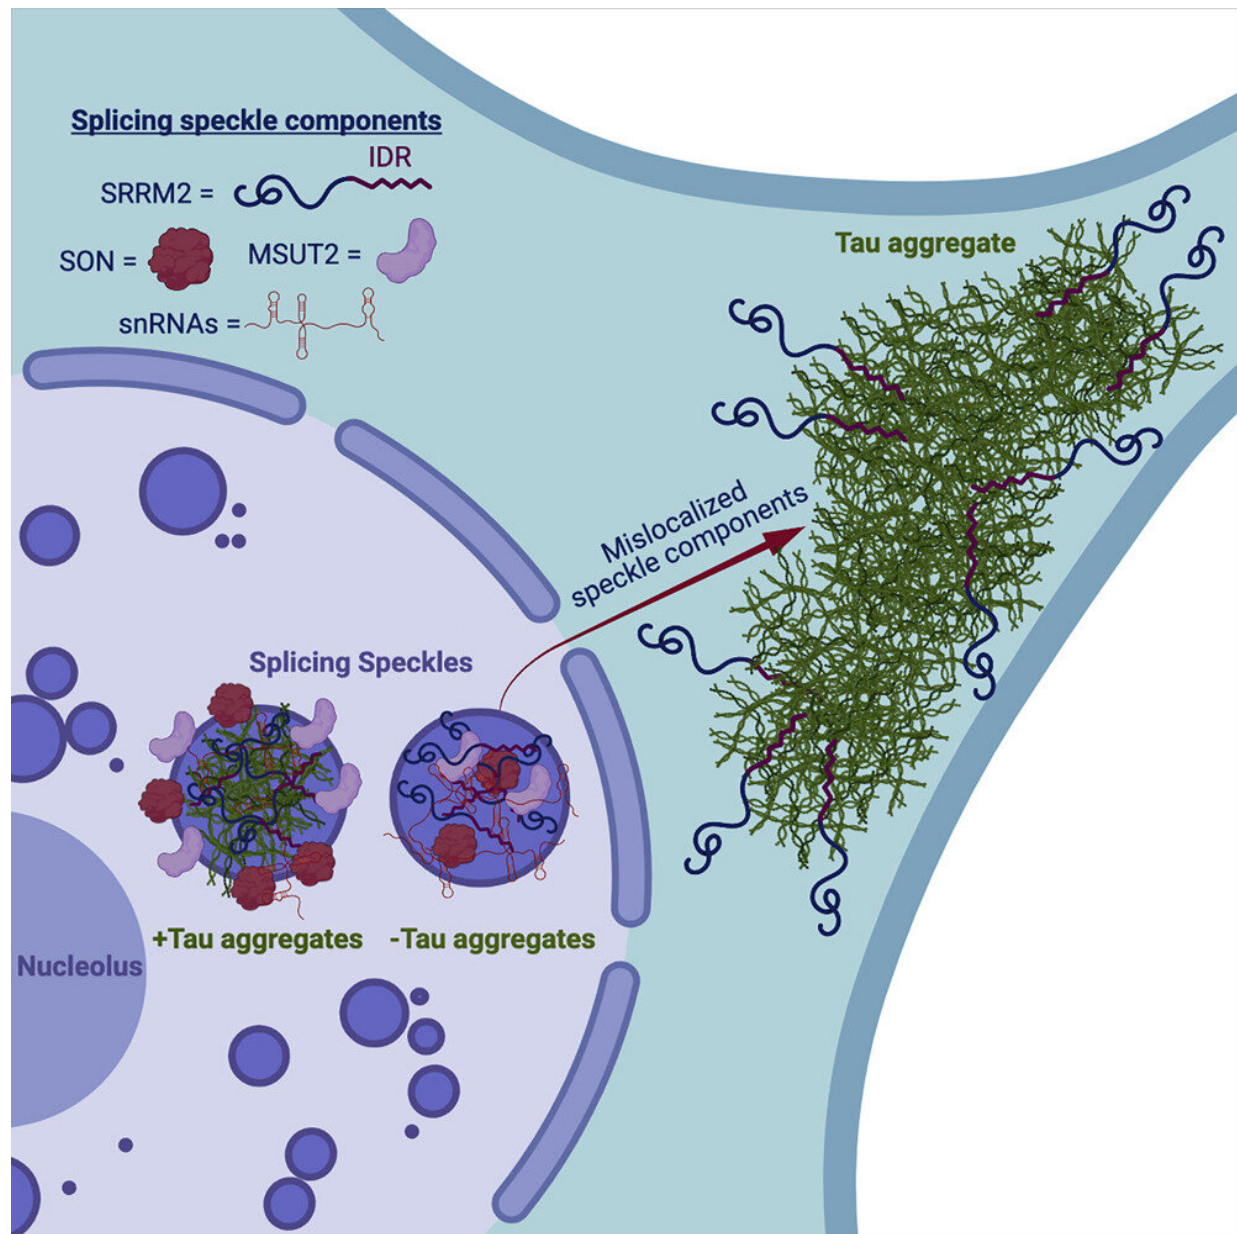 Splicing speckle components
IDR
SRRM2 =
SON =
MSUT2 =
snRNAs =
Tau aggregate
Mislocalized
speckle components
Splicing Speckles
+Tau aggregates
-Tau aggregates
Nucleolus